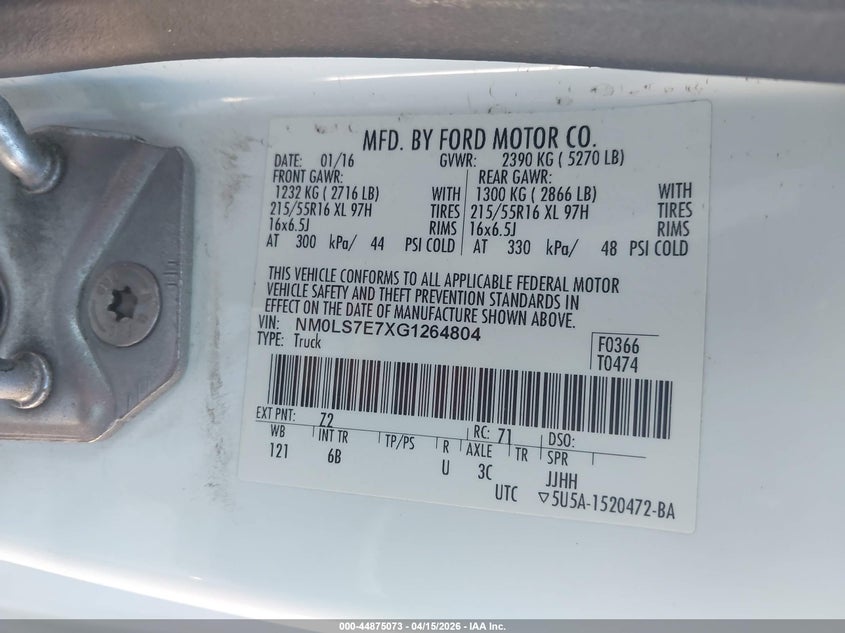 MFD. BY FORD MOTOR CO.
DATE: 01/16 GVWR: 2390 KG ( 5270 LB)
FRONT GAWR: REAR GAWR:
1232 KG ( 2716 LB) WITH 1300 KG ( 2866 LB) WITH
215/55R16 XL 97H TIRES 215/55R16 XL 97H TIRES
16x6.5J RIMS 16x6.5J RIMS
AT 300 kPa/ 44 PSI COLD AT 330 kPa/ 48 PSI COLD
THIS VEHICLE CONFORMS TO ALL APPLICABLE FEDERAL MOTOR
VEHICLE SAFETY AND THEFT PREVENTION STANDARDS IN
EFFECT ON THE DATE OF MANUFACTURE SHOWN ABOVE.
VIN: NM0LS7E7XG1264804
TYPE: Truck
F0366
T0474
EXT PNT: Z2 RC: 71 DSO:
WB INT TR TP/PS R AXLE TR SPR
121 6B U 3C JJHH
UTC ▽5U5A-1520472-BA
000-44875073 - 04/15/2026 - IAA Inc.